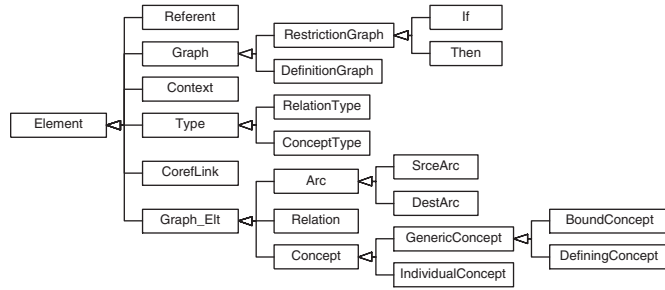 Referent
If
RestrictionGraph
Graph
Then
DefinitionGraph
Context
RelationType
Element
Type
ConceptType
SrceArc
CorefLink
Arc
DestArc
BoundConcept
Graph_Elt
Relation
GenericConcept
Concept
DefiningConcept
IndividualConcept